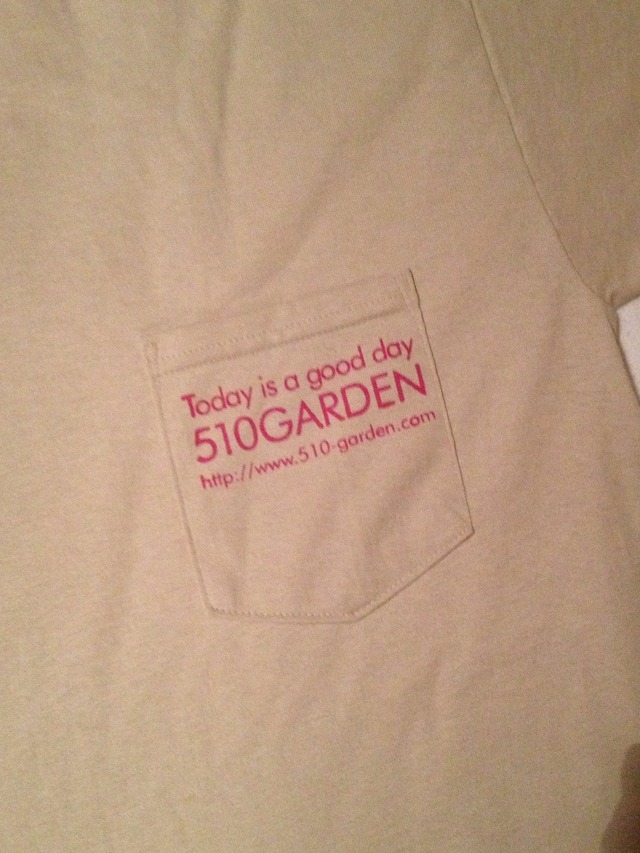 Today is a good day
510GARDEN
http://www.510-garden.com